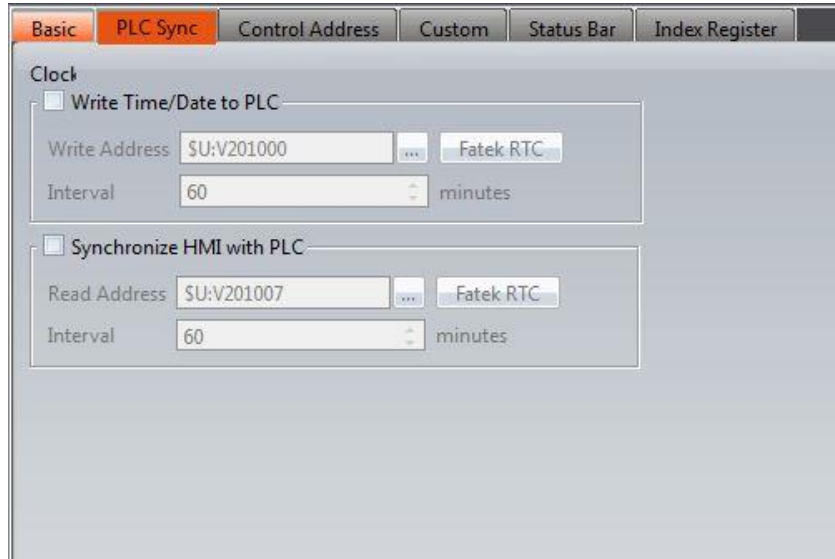 Basic PLC Sync Control Address Custom Status Bar Index Register
Clock
Write Time/Date to PLC
Write Address $U:V201000 ... Fatek RTC
Interval 60 minutes
Synchronize HMI with PLC
Read Address $U:V201007 ... Fatek RTC
Interval 60 minutes